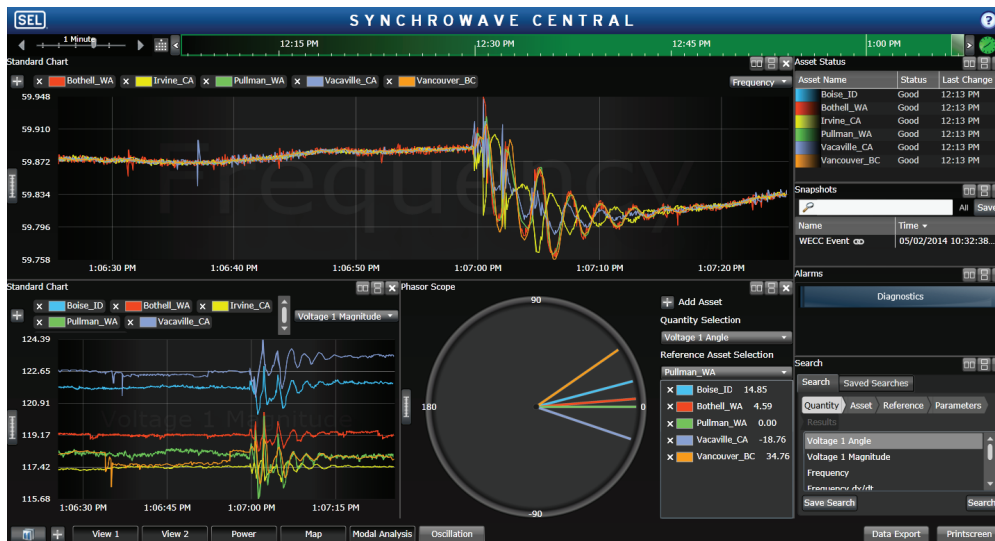 SEL SYNCHROWAVE CENTRAL ?
1 Minute 12:15 PM 12:30 PM 12:45 PM 1:00 PM
Standard Chart
Bothell_WA Irvine_CA Pullman_WA Vacaville_CA Vancouver_BC Frequency
59.948
59.910
59.872
59.834
59.796
59.758
Frequency
1:06:30 PM 1:06:40 PM 1:06:50 PM 1:07:00 PM 1:07:10 PM 1:07:20 PM
Asset Status
Asset Name Status Last Change
Boise_ID Good 12:13 PM
Bothell_WA Good 12:13 PM
Irvine_CA Good 12:13 PM
Pullman_WA Good 12:13 PM
Vacaville_CA Good 12:13 PM
Vancouver_BC Good 12:13 PM
Snapshots
All Save
Name Time
WECC Event 05/02/2014 10:32:38...
Alarms
Diagnostics
Standard Chart
Boise_ID Bothell_WA Irvine_CA
Pullman_WA Vacaville_CA
Voltage 1 Magnitude
124.39
122.65
120.91
119.17
117.42
115.68
Voltage 1 Magnitude
1:06:30 PM 1:06:45 PM 1:07:00 PM 1:07:15 PM
Phasor Scope
90
180
0
-90
Add Asset
Quantity Selection
Voltage 1 Angle
Reference Asset Selection
Pullman_WA
Boise_ID 14.85
Bothell_WA 4.59
Pullman_WA 0.00
Vacaville_CA -18.76
Vancouver_BC 34.76
Search
Search Saved Searches
Quantity Asset Reference Parameters
Results
Voltage 1 Angle
Voltage 1 Magnitude
Frequency
Frequency dx/dt
Save Search Search
View 1 View 2 Power Map Modal Analysis Oscillation Data Export Printscreen